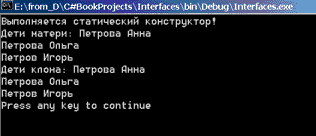 E:\from_D\C#BookProjects\Interfaces\bin\Debug\Interfaces.exe
Выполняется статический конструктор!
Дети матери: Петрова Анна
Петрова Ольга
Петров Игорь
Дети клона: Петрова Анна
Петрова Ольга
Петров Игорь
Press any key to continue